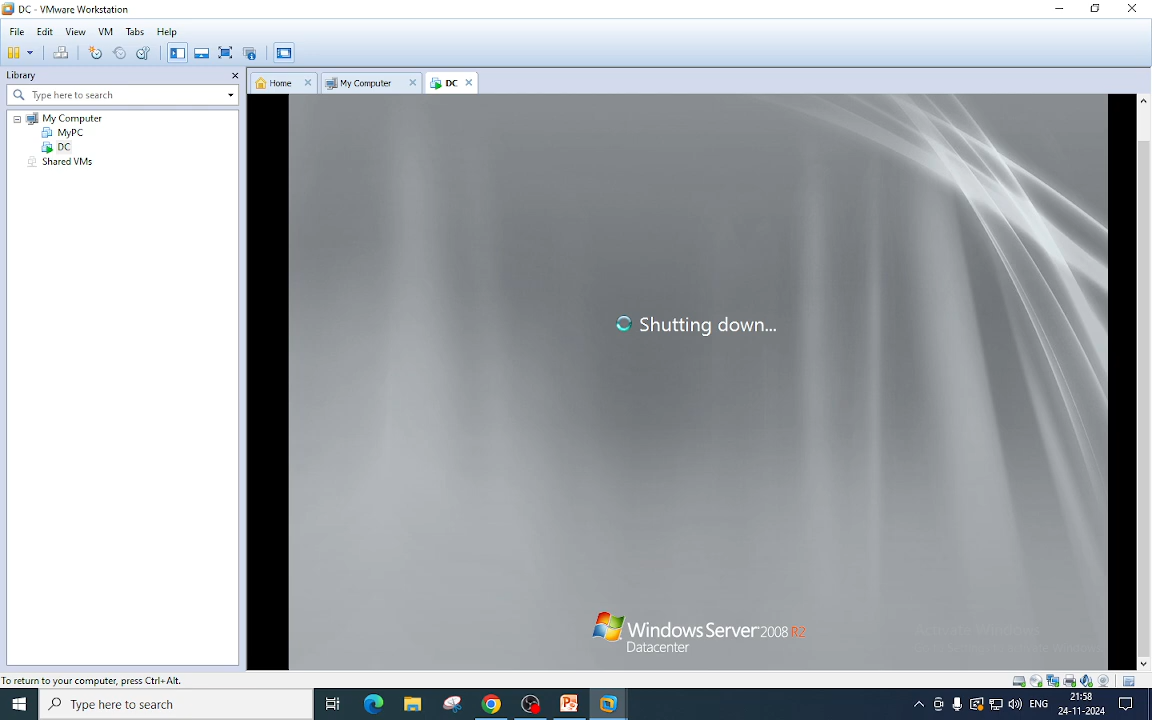 DC - VMware Workstation
File Edit View VM Tabs Help
Library
Type here to search
My Computer
MyPC
DC
Shared VMs
Home
My Computer
DC
Shutting down...
Windows Server 2008 R2
Datacenter
Activate Windows
To return to your computer, press Ctrl+Alt.
Type here to search
ENG
21:58
24-11-2024